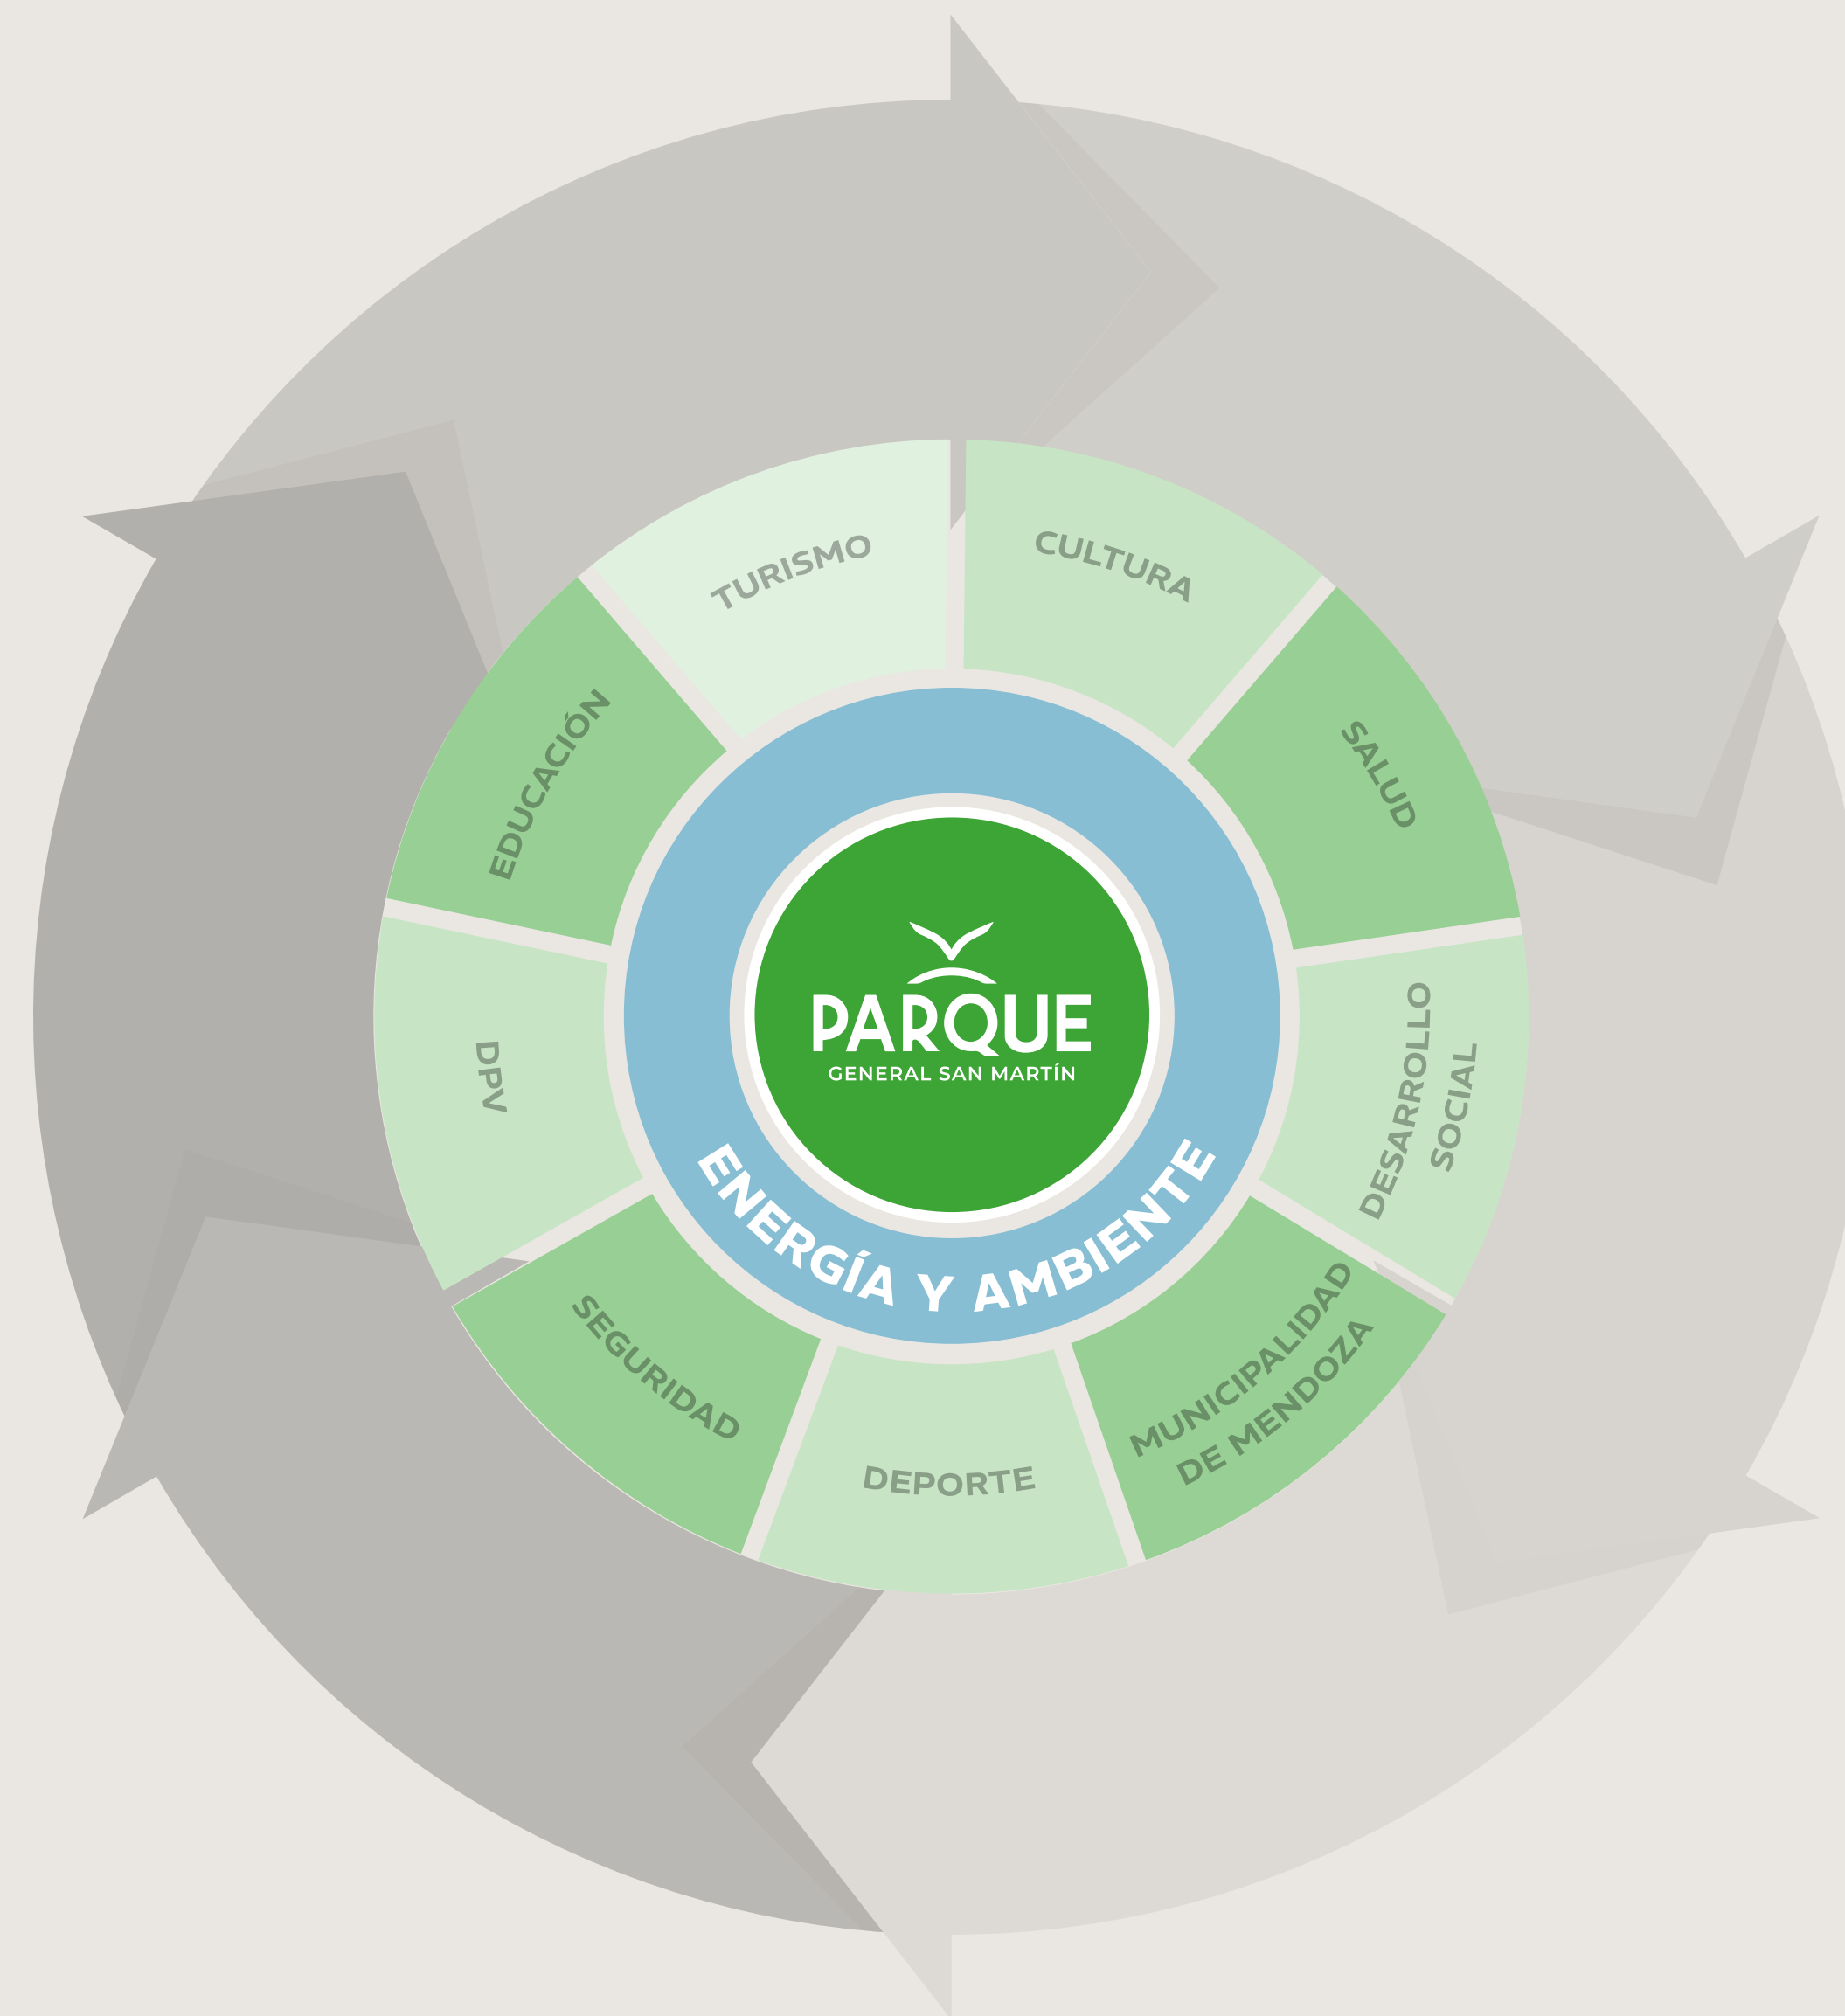 TURISMO
CULTURA
SALUD
DESARROLLO
SOCIAL
MUNICIPALIDAD
DE MENDOZA
DEPORTE
SEGURIDAD
DPV
EDUCACIÓN
PARQUE
GENERAL SAN MARTÍN
ENERGÍA Y AMBIENTE